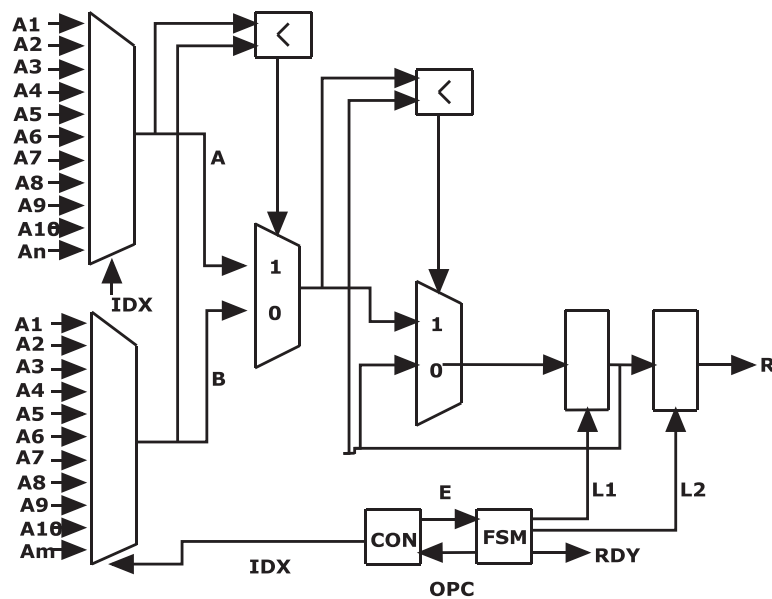 A1
A2
A3
A4
A5
A6
A7
A8
A9
A10
An
IDX
<
A
<
1
0
1
0
A1
A2
A3
A4
A5
A6
A7
A8
A9
A10
Am
B
R
L1
L2
E
CON
FSM
RDY
IDX
OPC